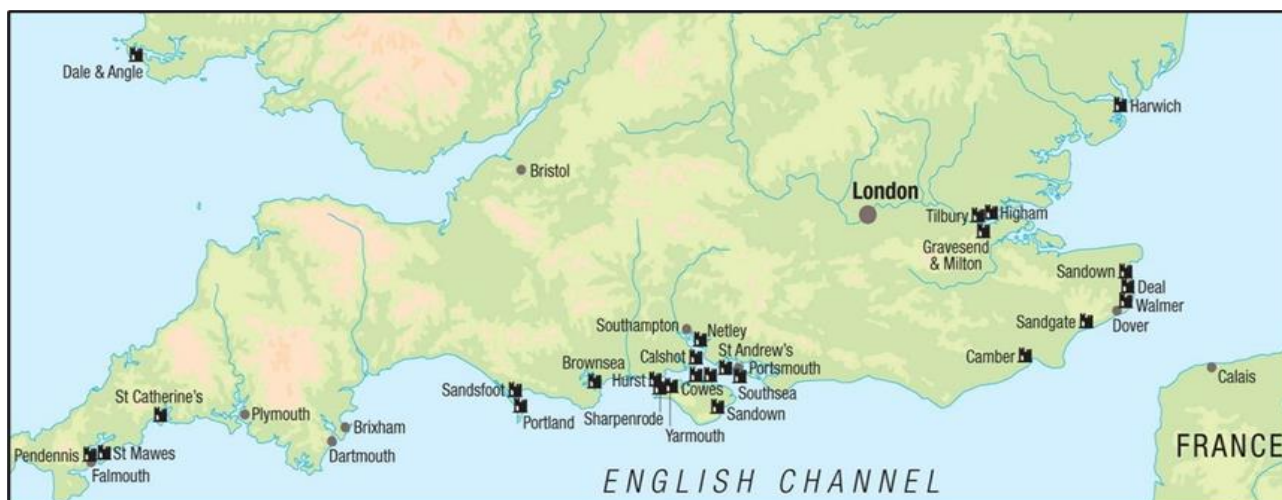 Dale & Angle
Harwich
Bristol
London
Tilbury
Higham
Gravesend
& Milton
Sandown
Deal
Walmer
Dover
Sandgate
Camber
Southampton
Netley
Calshot
St Andrew's
Portsmouth
Brownsea
Hurst
Cowes
Southsea
Sandsfoot
Portland
Sharpenrode
Yarmouth
Sandown
Calais
St Catherine's
Plymouth
Brixham
Dartmouth
Pendennis
St Mawes
Falmouth
FRANCE
ENGLISH CHANNEL